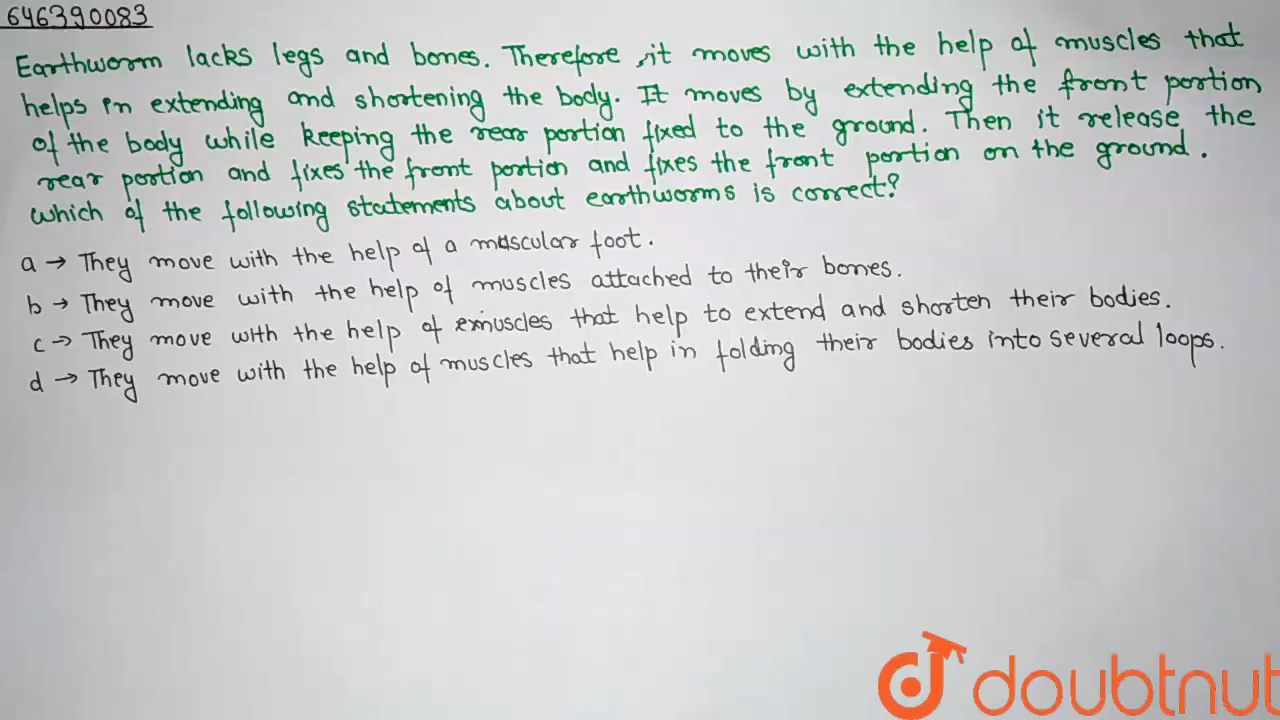 646390083
Earthworm lacks legs and bones. Therefore, it moves with the help of muscles that
helps in extending and shortening the body. It moves by extending the front portion
of the body while keeping the rear portion fixed to the ground. Then it release the
rear portion and fixes the front portion and fixes the front portion on the ground.
which of the following statements about earthworms is correct?
a → They move with the help of a muscular foot.
b → They move with the help of muscles attached to their bones.
c → They move with the help of muscles that help to extend and shorten their bodies.
d → They move with the help of muscles that help in folding their bodies into several loops.
doubtnut